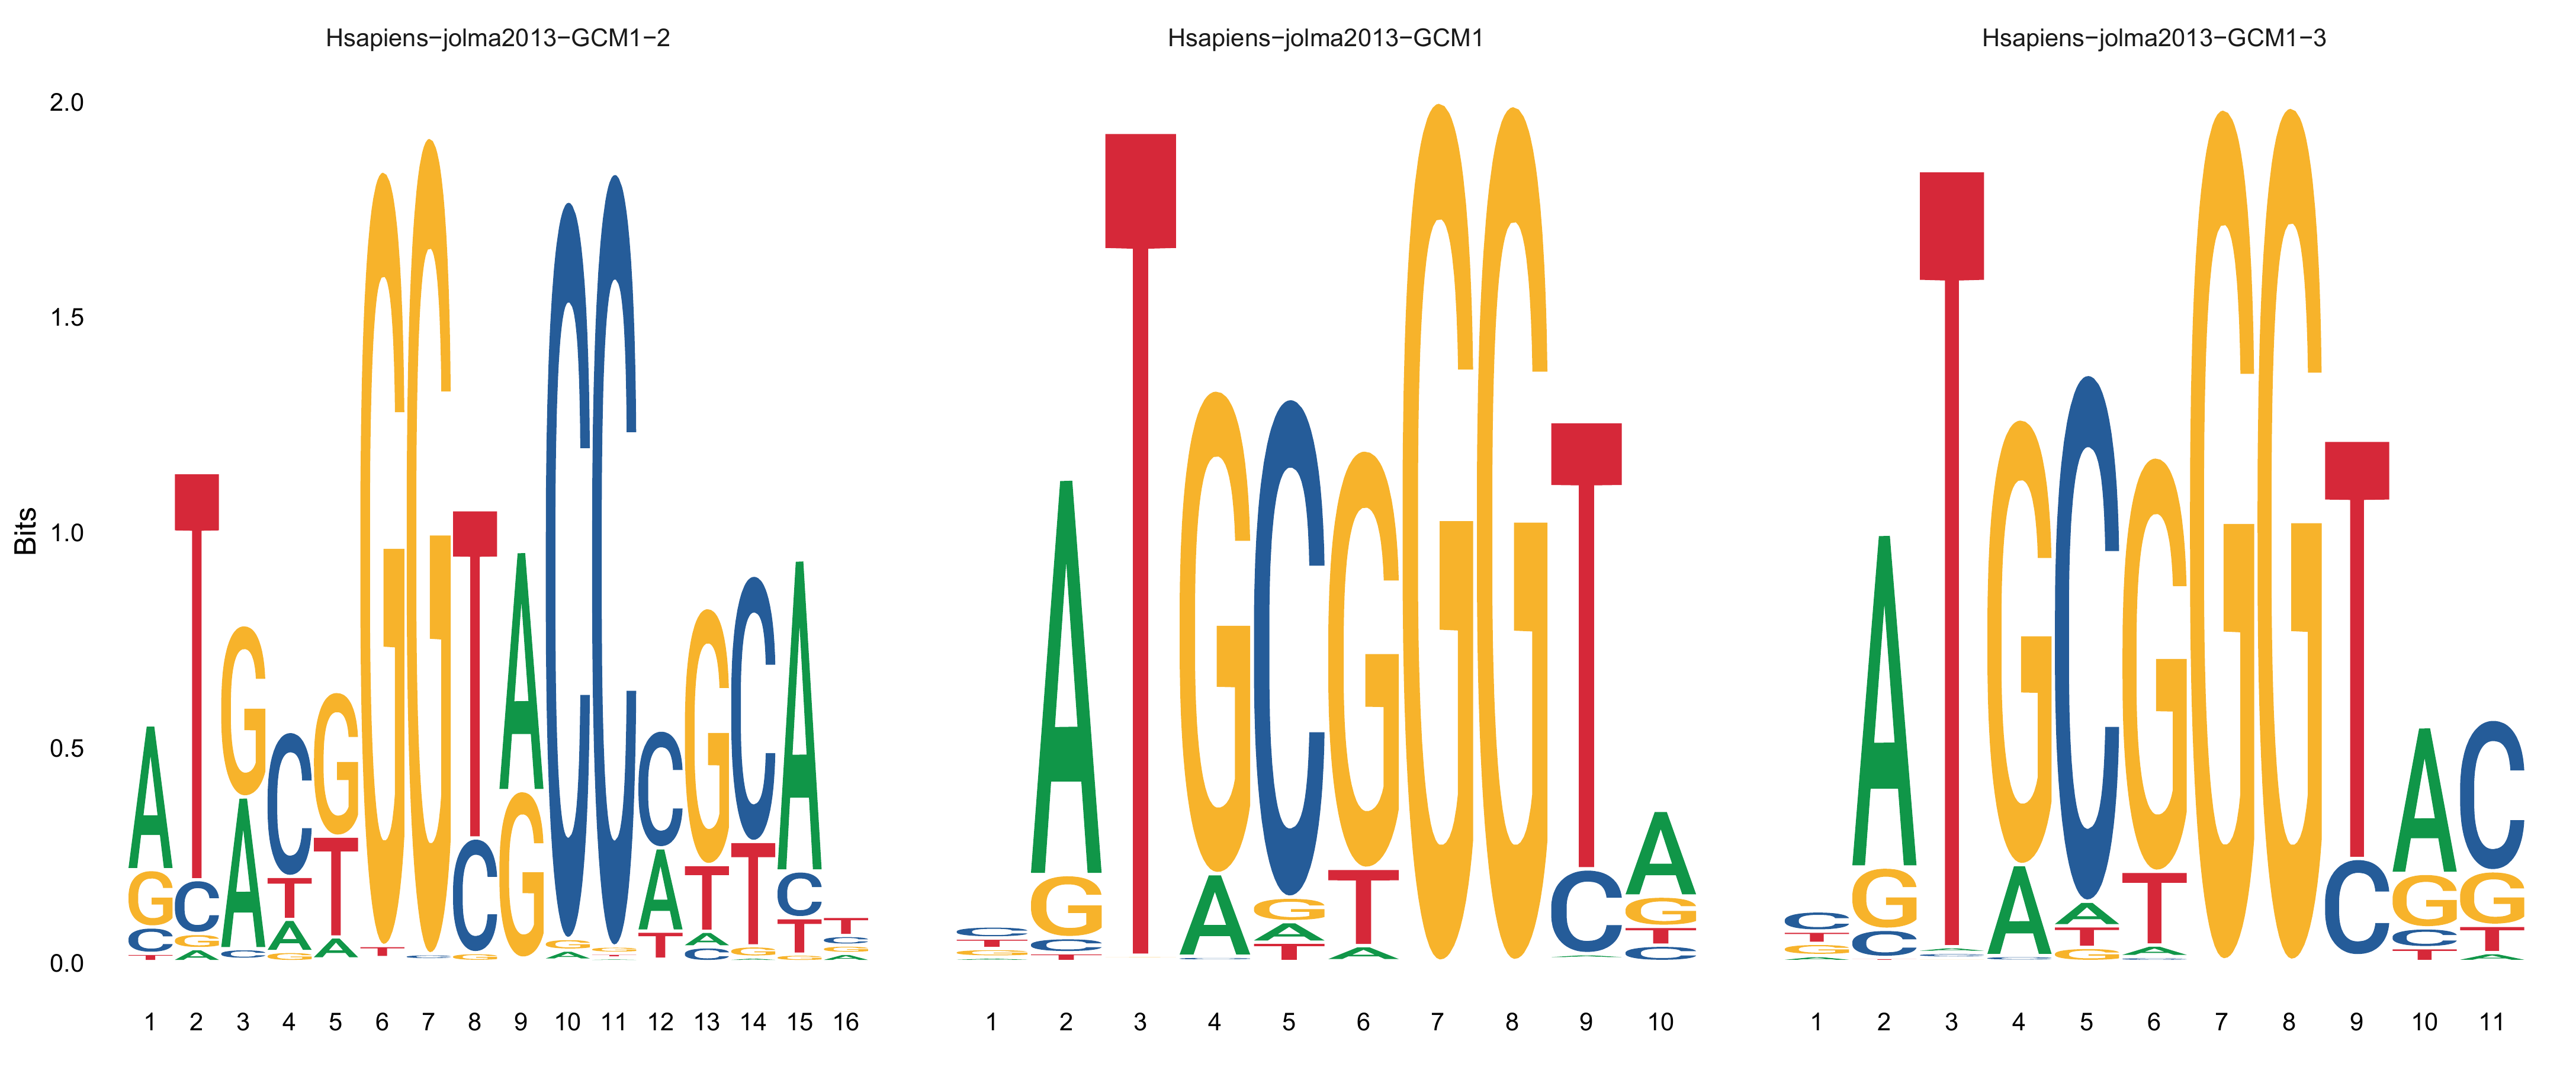 Hsapiens−jolma2013−GCM1−2
Hsapiens−jolma2013−GCM1
Hsapiens−jolma2013−GCM1−3
2.0
1.5
1.0
0.5
0.0
Bits
A T G C G G G T A C C C G C A T
G C A T T T C G G A T T C C
C G C A A G A T A G T G
T A G C G A
C T G A
A G C T
T G C G G G T A
G C A G T C G
C A A T
T C
C A T G C G G G T A C
T G A A T C G G
G C T A C T
A G T A
1 2 3 4 5 6 7 8 9 10 11 12 13 14 15 16
1 2 3 4 5 6 7 8 9 10
1 2 3 4 5 6 7 8 9 10 11